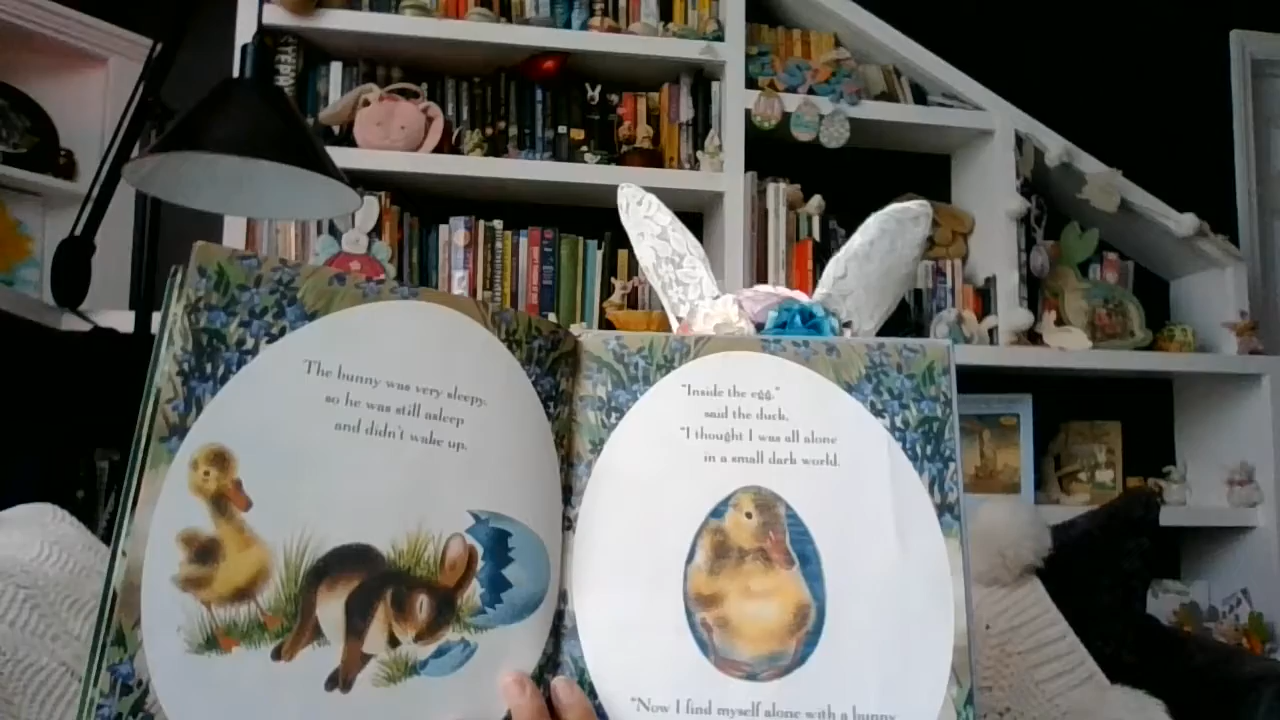 The bunny was very sleepy,
so he was still asleep
and didn't wake up.
"Inside the egg,"
said the duck,
"I thought I was all alone
in a small dark world.
"Now I find myself alone with a bunny